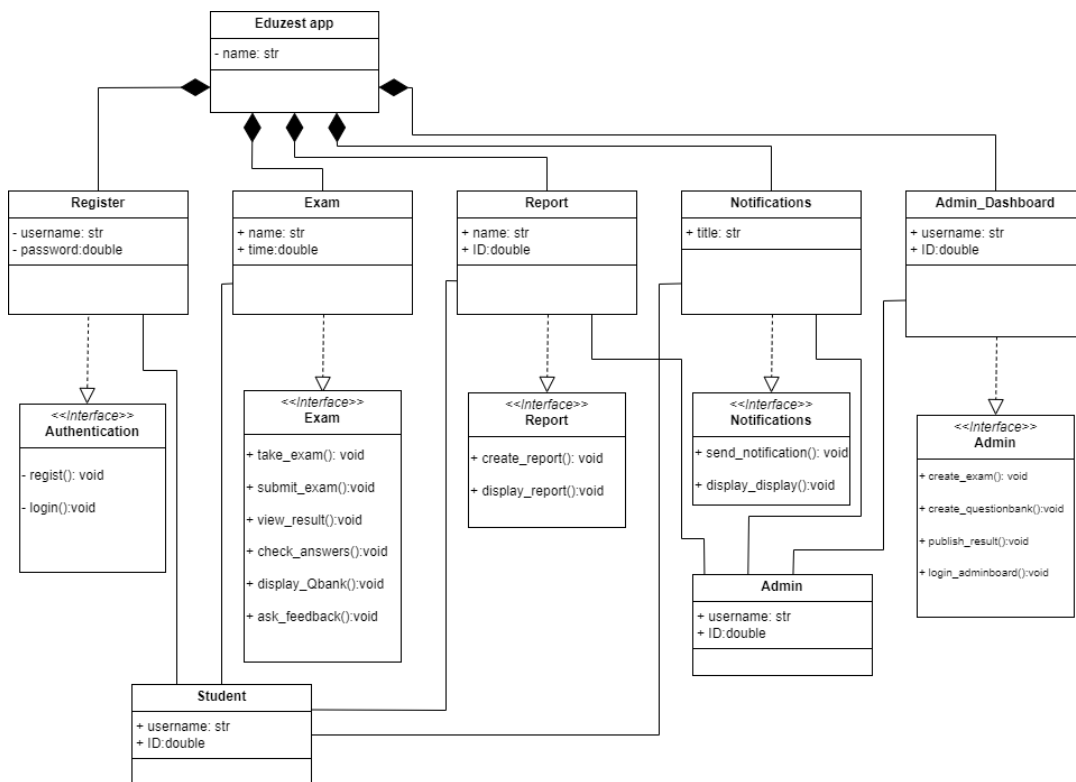 Eduzest app
- name: str
Register
- username: str
- password:double
Exam
+ name: str
+ time:double
Report
+ name: str
+ ID:double
Notifications
+ title: str
Admin_Dashboard
+ username: str
+ ID:double
<<Interface>>
Authentication
- regist(): void
- login():void
<<Interface>>
Exam
+ take_exam(): void
+ submit_exam():void
+ view_result():void
+ check_answers():void
+ display_Qbank():void
+ ask_feedback():void
<<Interface>>
Report
+ create_report(): void
+ display_report():void
<<Interface>>
Notifications
+ send_notification(): void
+ display_display():void
<<Interface>>
Admin
+ create_exam(): void
+ create_questionbank():void
+ publish_result():void
+ login_adminboard():void
Admin
+ username: str
+ ID:double
Student
+ username: str
+ ID:double